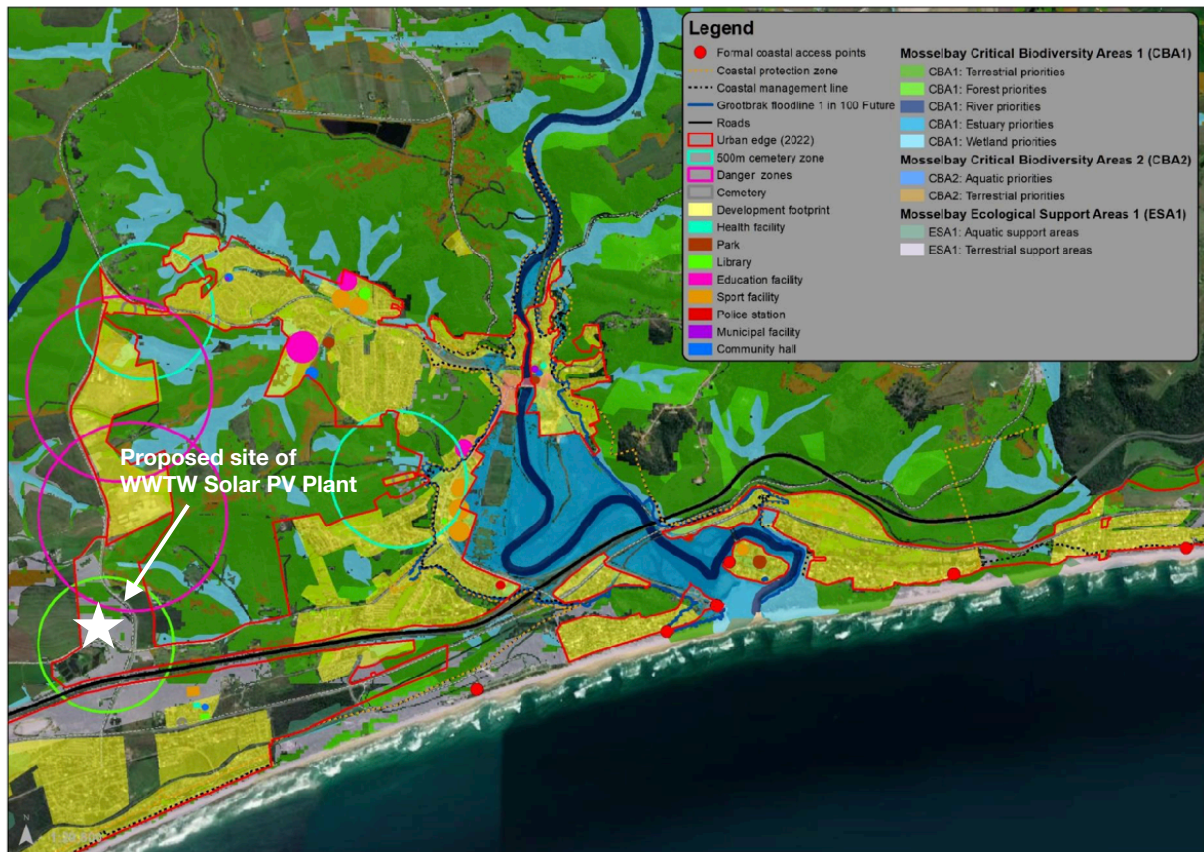 Legend
Formal coastal access points
Coastal protection zone
Coastal management line
Grootbrak floodline 1 in 100 Future
Roads
Urban edge (2022)
500m cemetery zone
Danger zones
Cemetery
Development footprint
Health facility
Park
Library
Education facility
Sport facility
Police station
Municipal facility
Community hall
Mosselbay Critical Biodiversity Areas 1 (CBA1)
CBA1: Terrestrial priorities
CBA1: Forest priorities
CBA1: River priorities
CBA1: Estuary priorities
CBA1: Wetland priorities
Mosselbay Critical Biodiversity Areas 2 (CBA2)
CBA2: Aquatic priorities
CBA2: Terrestrial priorities
Mosselbay Ecological Support Areas 1 (ESA1)
ESA1: Aquatic support areas
ESA1: Terrestrial support areas
Proposed site of
WWTW Solar PV Plant
N